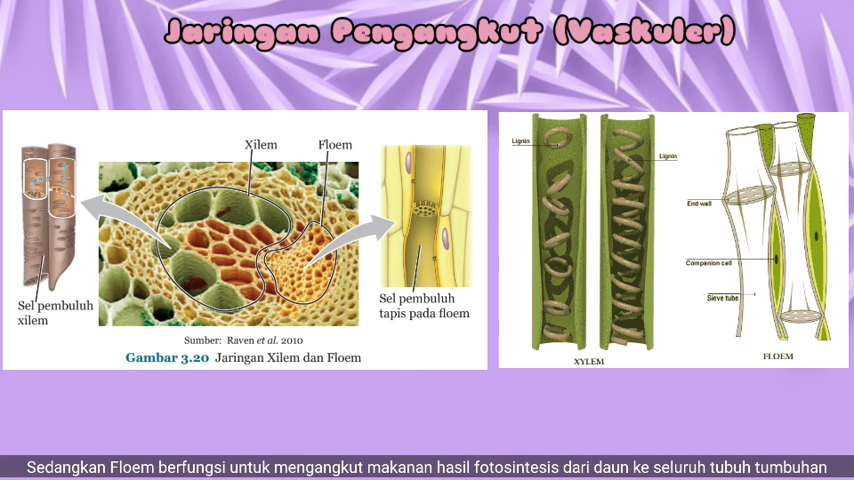 Jaringan Pengangkut (Vaskuler)
Xilem
Floem
Sel pembuluh
xilem
Sel pembuluh
tapis pada floem
Sumber: Raven et al. 2010
Gambar 3.20 Jaringan Xilem dan Floem
Lignin
Lignin
End wall
Companion cell
Sieve tube
XYLEM
FLOEM
Sedangkan Floem berfungsi untuk mengangkut makanan hasil fotosintesis dari daun ke seluruh tubuh tumbuhan